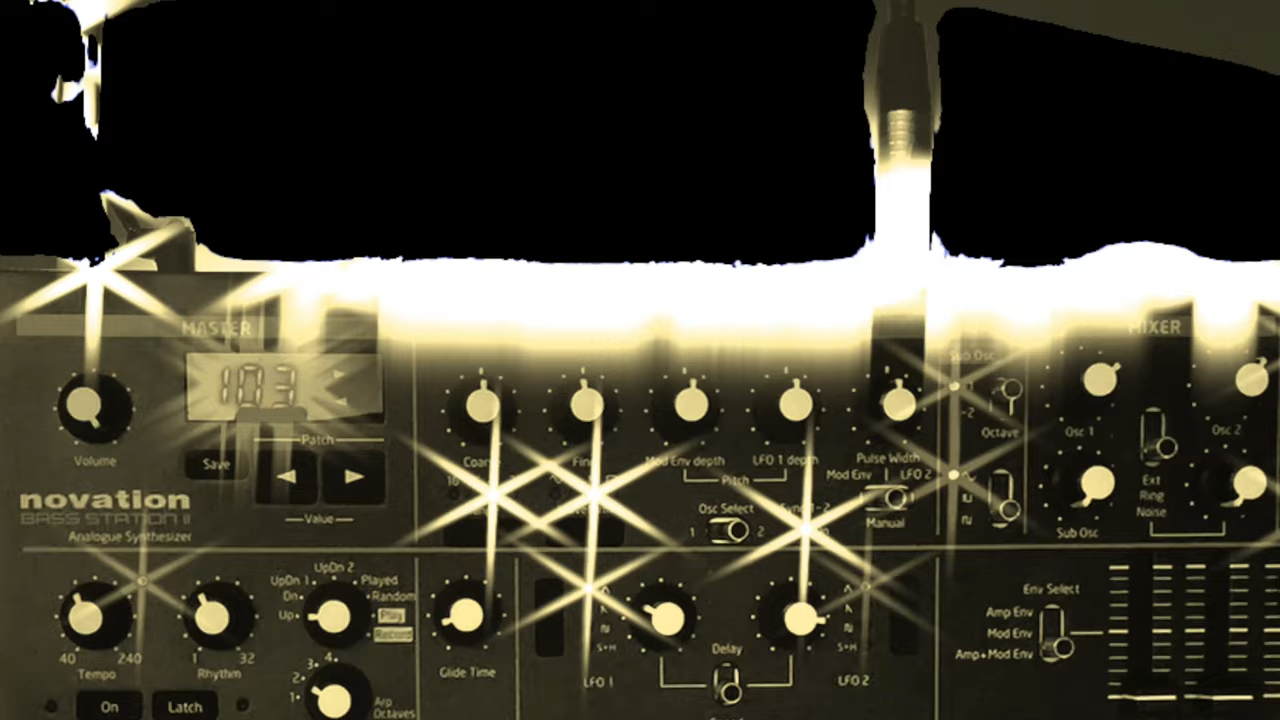 MASTER
MIXER
103
Sub Osc
-2
Octave
Osc 1
Osc 2
Patch
Volume
Save
Coarse
Fine
Mod Env depth
LFO 1 depth
Pulse Width
Pitch
Mod Env
LFO 2
Value
novation
BASS STATION II
Analogue Synthesizer
Osc Select
1
2
Sync 1-2
Manual
Ext
Ring
Noise
Sub Osc
UpDn 2
UpDn 1
Played
Dn
Random
Up
Play
Record
Env Select
Amp Env
Mod Env
Amp+Mod Env
S+H
S+H
Delay
40
240
1
32
Tempo
Rhythm
Glide Time
LFO 1
LFO 2
4
3
2
1
On
Latch
Arp
Octaves